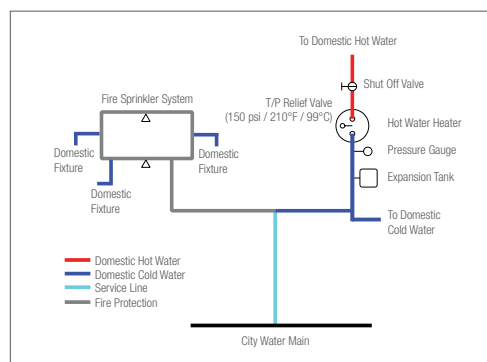 To Domestic Hot Water
Shut Off Valve
Fire Sprinkler System
T/P Relief Valve
(150 psi / 210°F / 99°C)
Hot Water Heater
Domestic
Fixture
Domestic
Fixture
Pressure Gauge
Expansion Tank
Domestic
Fixture
To Domestic
Cold Water
Domestic Hot Water
Domestic Cold Water
Service Line
Fire Protection
City Water Main